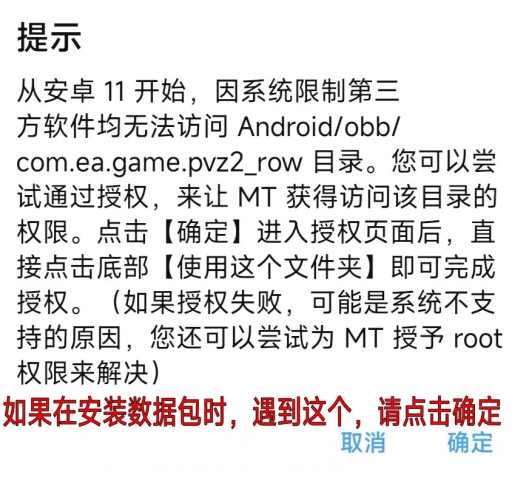 提示
从安卓 11 开始，因系统限制第三
方软件均无法访问 Android/obb/
com.ea.game.pvz2_row 目录。您可以尝
试通过授权，来让 MT 获得访问该目录的
权限。点击【确定】进入授权页面后，直
接点击底部【使用这个文件夹】即可完成
授权。（如果授权失败，可能是系统不支
持的原因，您还可以尝试为 MT 授予 root
权限来解决）
如果在安装数据包时，遇到这个，请点击确定
取消 确定